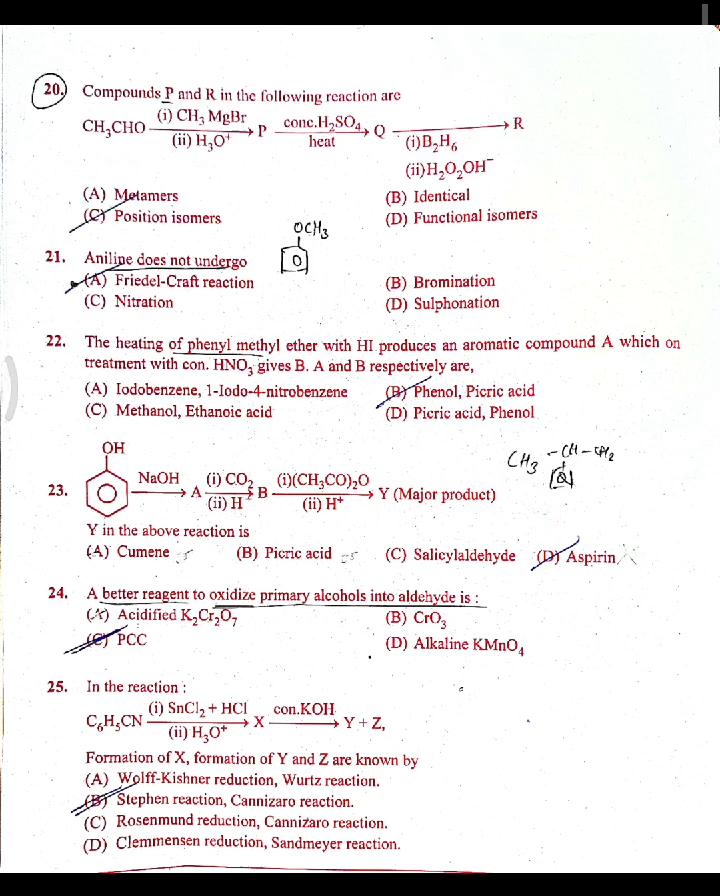 20. Compounds P and R in the following reaction are
CH₃CHO (i) CH₃ MgBr / (ii) H₃O⁺ → P conc.H₂SO₄ / heat → Q (i)B₂H₆ / (ii)H₂O₂OH⁻ → R
(A) Metamers (B) Identical
(C) Position isomers (D) Functional isomers
OCH₃
21. Aniline does not undergo
(A) Friedel-Craft reaction (B) Bromination
(C) Nitration (D) Sulphonation
22. The heating of phenyl methyl ether with HI produces an aromatic compound A which on
treatment with con. HNO₃ gives B. A and B respectively are,
(A) Iodobenzene, 1-Iodo-4-nitrobenzene (B) Phenol, Picric acid
(C) Methanol, Ethanoic acid (D) Picric acid, Phenol
OH
CH₃ - CH - CH₂
23. NaOH → A (i) CO₂ / (ii) H⁺ → B (i)(CH₃CO)₂O / (ii) H⁺ → Y (Major product)
Y in the above reaction is
(A) Cumene (B) Picric acid (C) Salicylaldehyde (D) Aspirin
24. A better reagent to oxidize primary alcohols into aldehyde is :
(A) Acidified K₂Cr₂O₇ (B) CrO₃
(C) PCC (D) Alkaline KMnO₄
25. In the reaction :
C₆H₅CN (i) SnCl₂ + HCl / (ii) H₃O⁺ → X con.KOH → Y + Z,
Formation of X, formation of Y and Z are known by
(A) Wolff-Kishner reduction, Wurtz reaction.
(B) Stephen reaction, Cannizaro reaction.
(C) Rosenmund reduction, Cannizaro reaction.
(D) Clemmensen reduction, Sandmeyer reaction.